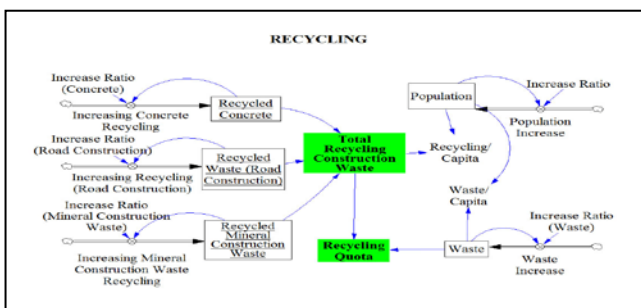 RECYCLING
Increase Ratio
(Concrete)
Increasing Concrete
Recycling
Recycled
Concrete
Increase Ratio
(Road Construction)
Increasing Recycling
(Road Construction)
Recycled
Waste (Road
Construction)
Increase Ratio
(Mineral Construction
Waste)
Increasing Mineral
Construction Waste
Recycling
Recycled
Mineral
Construction
Waste
Total
Recycling
Construction
Waste
Recycling
Quota
Population
Increase Ratio
Population
Increase
Recycling/
Capita
Waste/
Capita
Waste
Increase Ratio
(Waste)
Waste
Increase